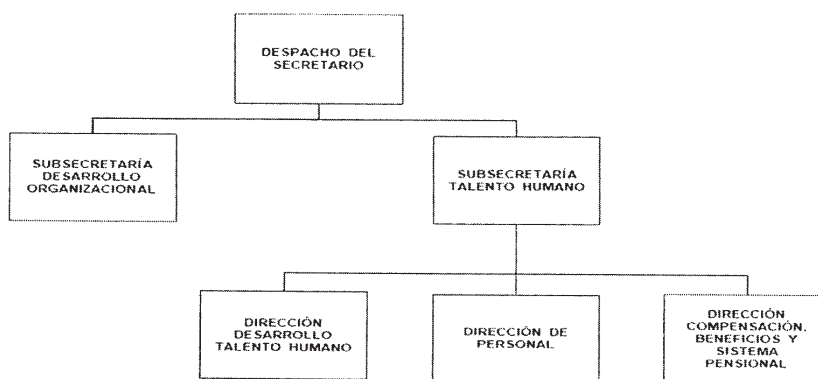 DESPACHO DEL
SECRETARIO
SUBSECRETARÍA
DESARROLLO
ORGANIZACIONAL
SUBSECRETARÍA
TALENTO HUMANO
DIRECCIÓN
DESARROLLO
TALENTO HUMANO
DIRECCIÓN DE
PERSONAL
DIRECCIÓN
COMPENSACIÓN,
BENEFICIOS Y
SISTEMA
PENSIONAL